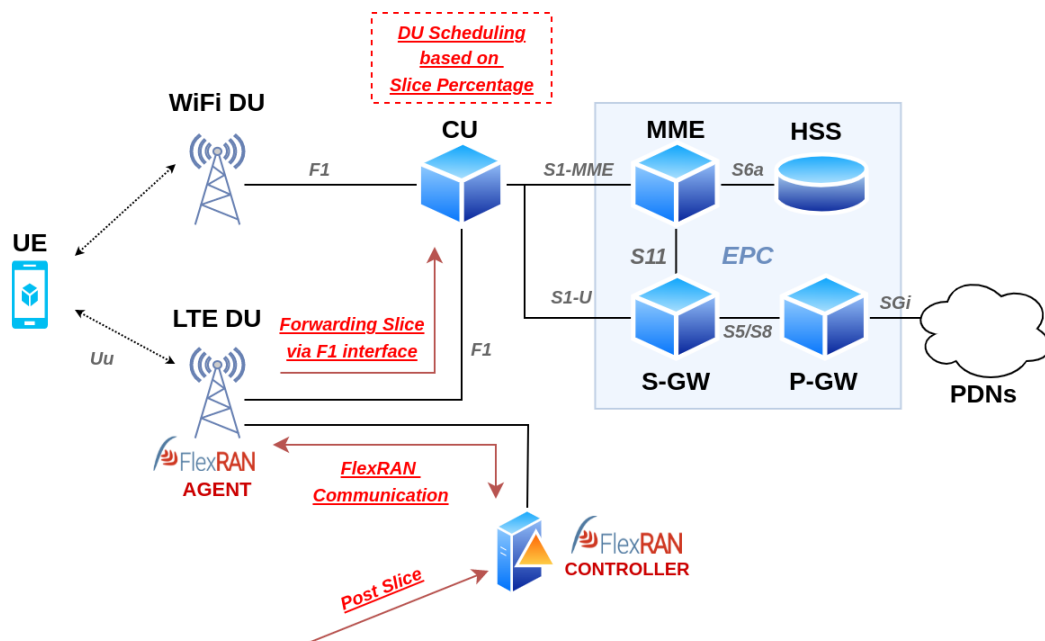 DU Scheduling
based on
Slice Percentage
WiFi DU
CU
MME
HSS
F1
S1-MME
S6a
UE
S11
EPC
S1-U
SGi
LTE DU
Forwarding Slice
via F1 interface
F1
S5/S8
Uu
S-GW
P-GW
PDNs
FlexRAN
AGENT
FlexRAN
Communication
FlexRAN
CONTROLLER
Post Slice